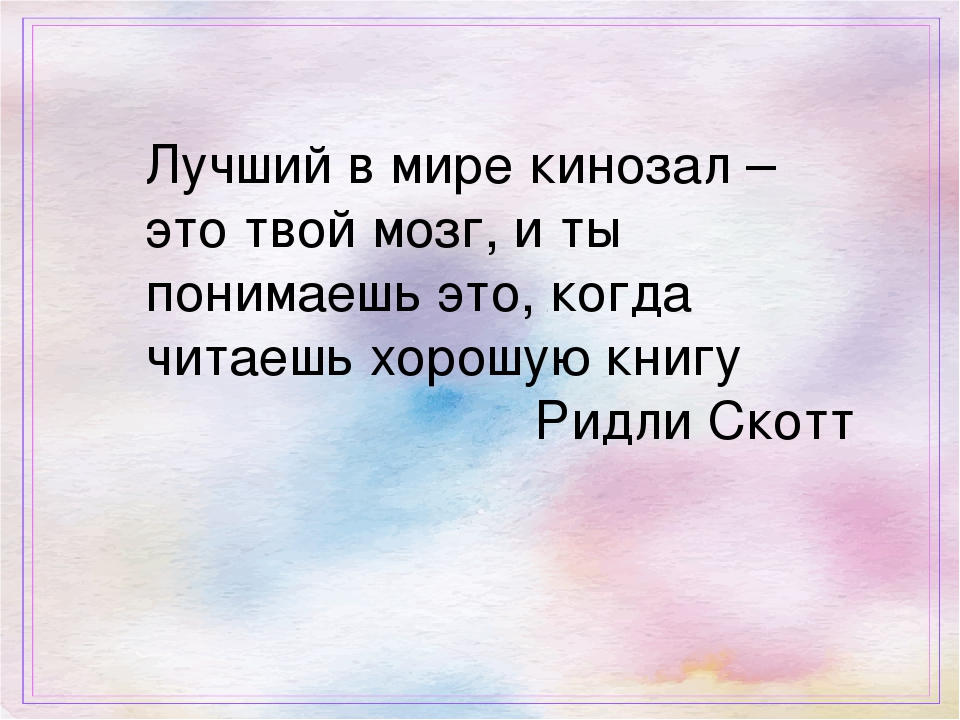 Лучший в мире кинозал –
это твой мозг, и ты
понимаешь это, когда
читаешь хорошую книгу
Ридли Скотт